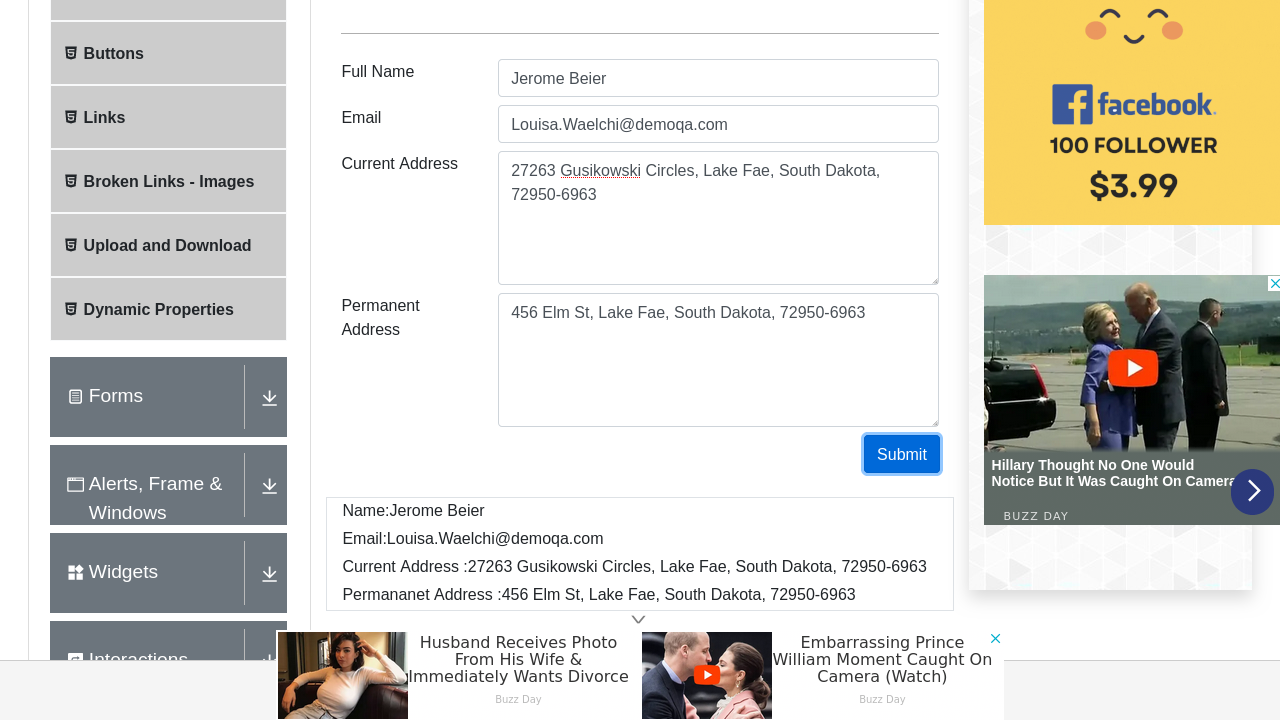 Buttons
Links
Broken Links - Images
Upload and Download
Dynamic Properties
Forms
Alerts, Frame &
Windows
Widgets
Interactions
Full Name
Jerome Beier
Email
Louisa.Waelchi@demoqa.com
Current Address
27263 Gusikowski Circles, Lake Fae, South Dakota,
72950-6963
Permanent
Address
456 Elm St, Lake Fae, South Dakota, 72950-6963
Submit
Name:Jerome Beier
Email:Louisa.Waelchi@demoqa.com
Current Address :27263 Gusikowski Circles, Lake Fae, South Dakota, 72950-6963
Permananet Address :456 Elm St, Lake Fae, South Dakota, 72950-6963
facebook.
100 FOLLOWER
$3.99
Hillary Thought No One Would
Notice But It Was Caught On Camera
BUZZ DAY
Husband Receives Photo
From His Wife &
Immediately Wants Divorce
Buzz Day
Embarrassing Prince
William Moment Caught On
Camera (Watch)
Buzz Day